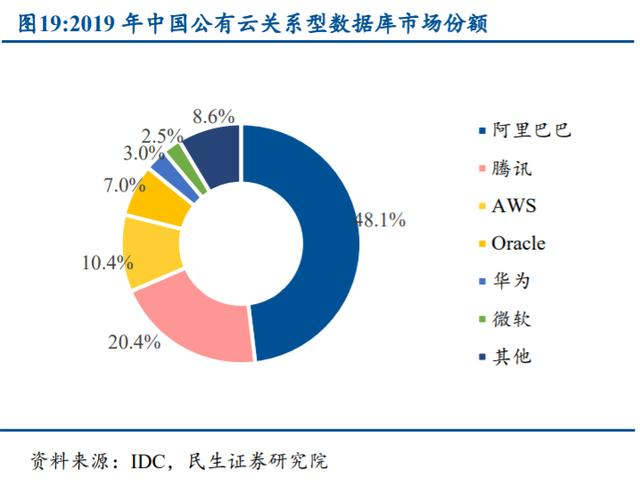 图19:2019 年中国公有云关系型数据库市场份额
8.6%
2.5%
3.0%
7.0%
10.4%
20.4%
48.1%
阿里巴巴
腾讯
AWS
Oracle
华为
微软
其他
资料来源：IDC，民生证券研究院